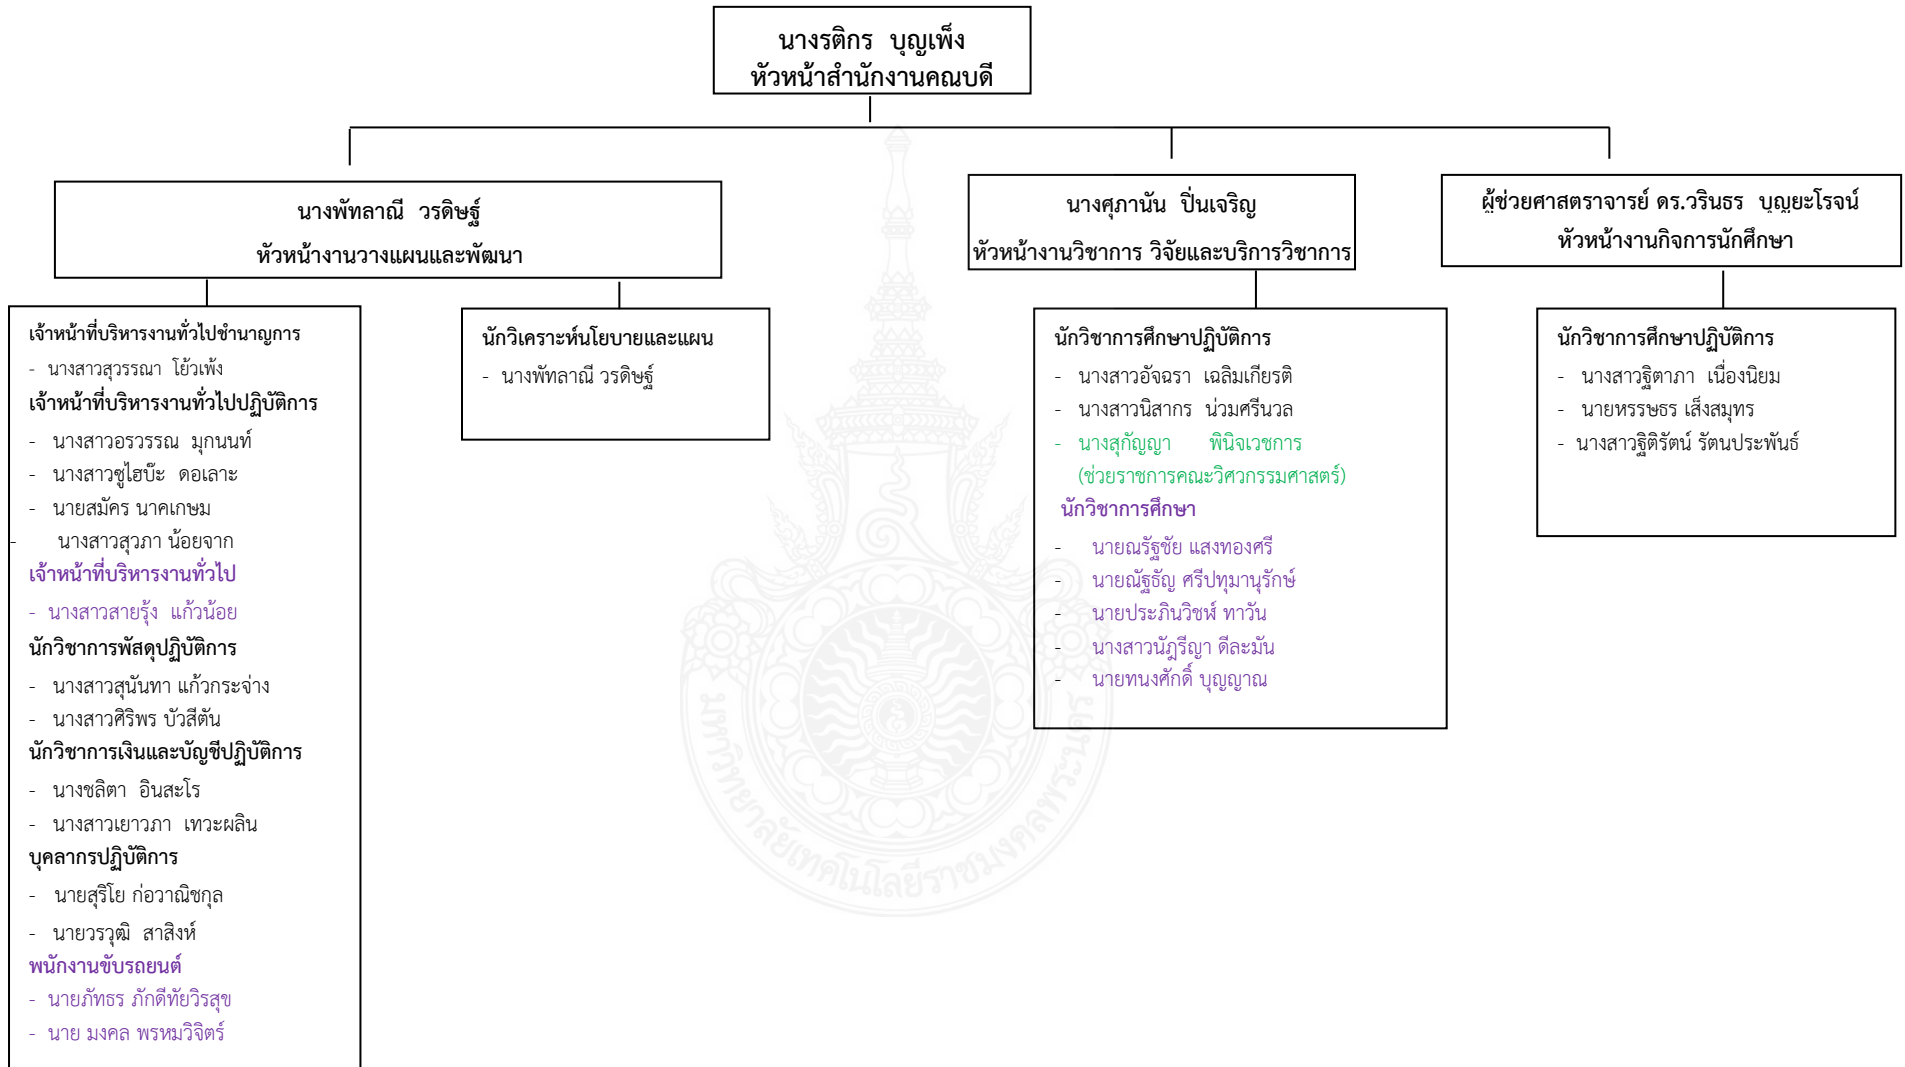 นางรติกร บุญเพ็ง
หัวหน้าสำนักงานคณบดี
นางพัทลาณี วรดิษฐ์
หัวหน้างานวางแผนและพัฒนา
นางศุภานัน ปิ่นเจริญ
หัวหน้างานวิชาการ วิจัยและบริการวิชาการ
ผู้ช่วยศาสตราจารย์ ดร.วรินธร บุญยะโรจน์
หัวหน้างานกิจการนักศึกษา
เจ้าหน้าที่บริหารงานทั่วไปชำนาญการ
- นางสาวสุวรรณา โย้วเพ้ง
เจ้าหน้าที่บริหารงานทั่วไปปฏิบัติการ
- นางสาวอรวรรณ มุกนนท์
- นางสาวซูไฮบ๊ะ ดอเลาะ
- นายสมัคร นาคเกษม
- นางสาวสุวภา น้อยจาก
เจ้าหน้าที่บริหารงานทั่วไป
- นางสาวสายรุ้ง แก้วน้อย
นักวิชาการพัสดุปฏิบัติการ
- นางสาวสุนันทา แก้วกระจ่าง
- นางสาวศิริพร บัวสีตัน
นักวิชาการเงินและบัญชีปฏิบัติการ
- นางชลิตา อินสะโร
- นางสาวเยาวภา เทวะผลิน
บุคลากรปฏิบัติการ
- นายสุริโย ก่อวาณิชกุล
- นายวรวุฒิ สาสิงห์
พนักงานขับรถยนต์
- นายภัทธร ภักดีทัยวิรสุข
- นาย มงคล พรหมวิจิตร์
นักวิเคราะห์นโยบายและแผน
- นางพัทลาณี วรดิษฐ์
นักวิชาการศึกษาปฏิบัติการ
- นางสาวอัจฉรา เฉลิมเกียรติ
- นางสาวนิสากร น่วมศรีนวล
- นางสุกัญญา พินิจเวชการ
(ช่วยราชการคณะวิศวกรรมศาสตร์)
นักวิชาการศึกษา
- นายณรัฐชัย แสงทองศรี
- นายณัฐธัญ ศรีปทุมานุรักษ์
- นายประภินวิชฬ์ ทาวัน
- นางสาวนัฎรีญา ดีละมัน
- นายทนงศักดิ์ บุญญาณ
นักวิชาการศึกษาปฏิบัติการ
- นางสาวฐิตาภา เนื่องนิยม
- นายหรรษธร เส็งสมุทร
- นางสาวฐิติรัตน์ รัตนประพันธ์
มหาวิทยาลัยเทคโนโลยีราชมงคลพระนคร